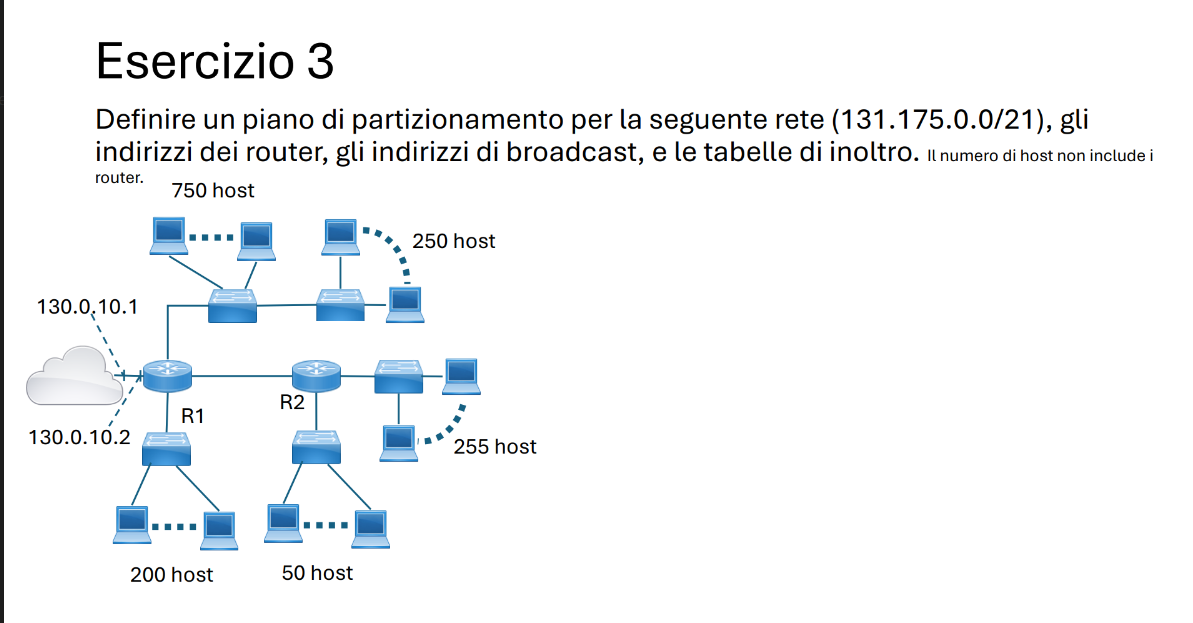 Esercizio 3
Definire un piano di partizionamento per la seguente rete (131.175.0.0/21), gli
indirizzi dei router, gli indirizzi di broadcast, e le tabelle di inoltro. Il numero di host non include i
router.
750 host
250 host
130.0.10.1
R1
R2
130.0.10.2
255 host
200 host
50 host